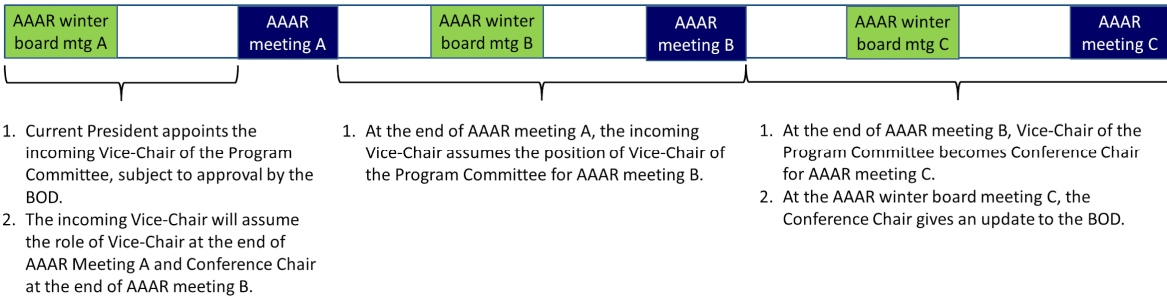 AAAR winter
board mtg A
AAAR
meeting A
AAAR winter
board mtg B
AAAR
meeting B
AAAR winter
board mtg C
AAAR
meeting C
1. Current President appoints the
incoming Vice-Chair of the Program
Committee, subject to approval by the
BOD.
2. The incoming Vice-Chair will assume
the role of Vice-Chair at the end of
AAAR Meeting A and Conference Chair
at the end of AAAR meeting B.
1. At the end of AAAR meeting A, the incoming
Vice-Chair assumes the position of Vice-Chair of
the Program Committee for AAAR meeting B.
1. At the end of AAAR meeting B, Vice-Chair of the
Program Committee becomes Conference Chair
for AAAR meeting C.
2. At the AAAR winter board meeting C, the
Conference Chair gives an update to the BOD.